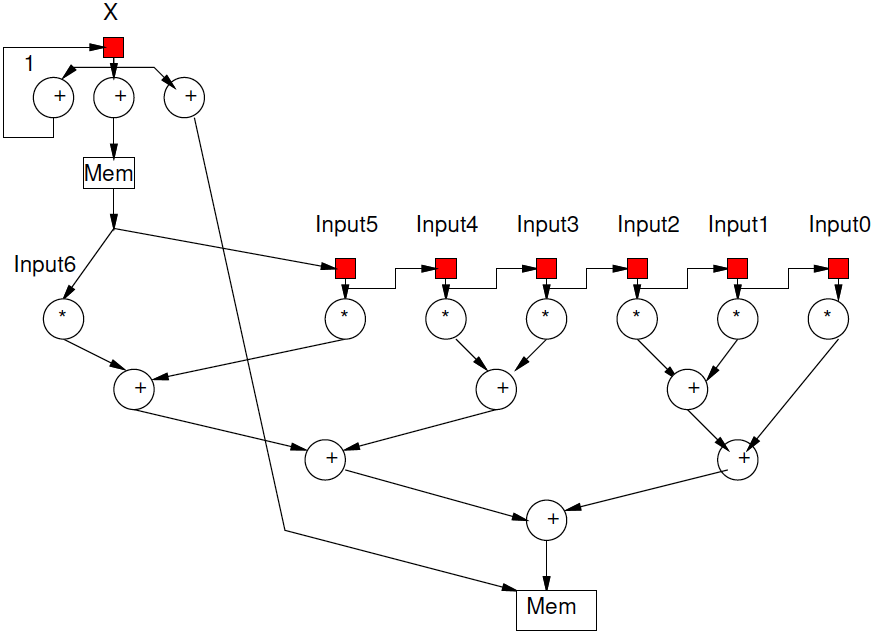 X
1
+ + +
Mem
Input5 Input4 Input3 Input2 Input1 Input0
Input6
* * * * * * *
+ + +
+ +
+
Mem